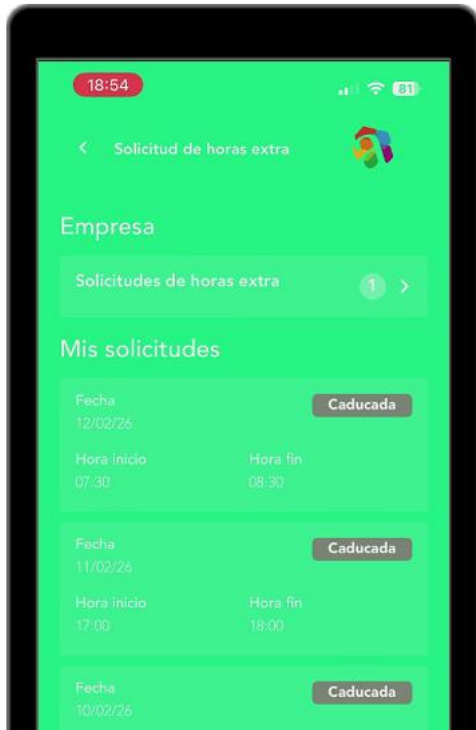 18:54
81
Solicitud de horas extra
Empresa
Solicitudes de horas extra
1
Mis solicitudes
Fecha
Caducada
12/02/26
Hora inicio
Hora fin
07:30
08:30
Fecha
Caducada
11/02/26
Hora inicio
Hora fin
17:00
18:00
Fecha
Caducada
10/02/26